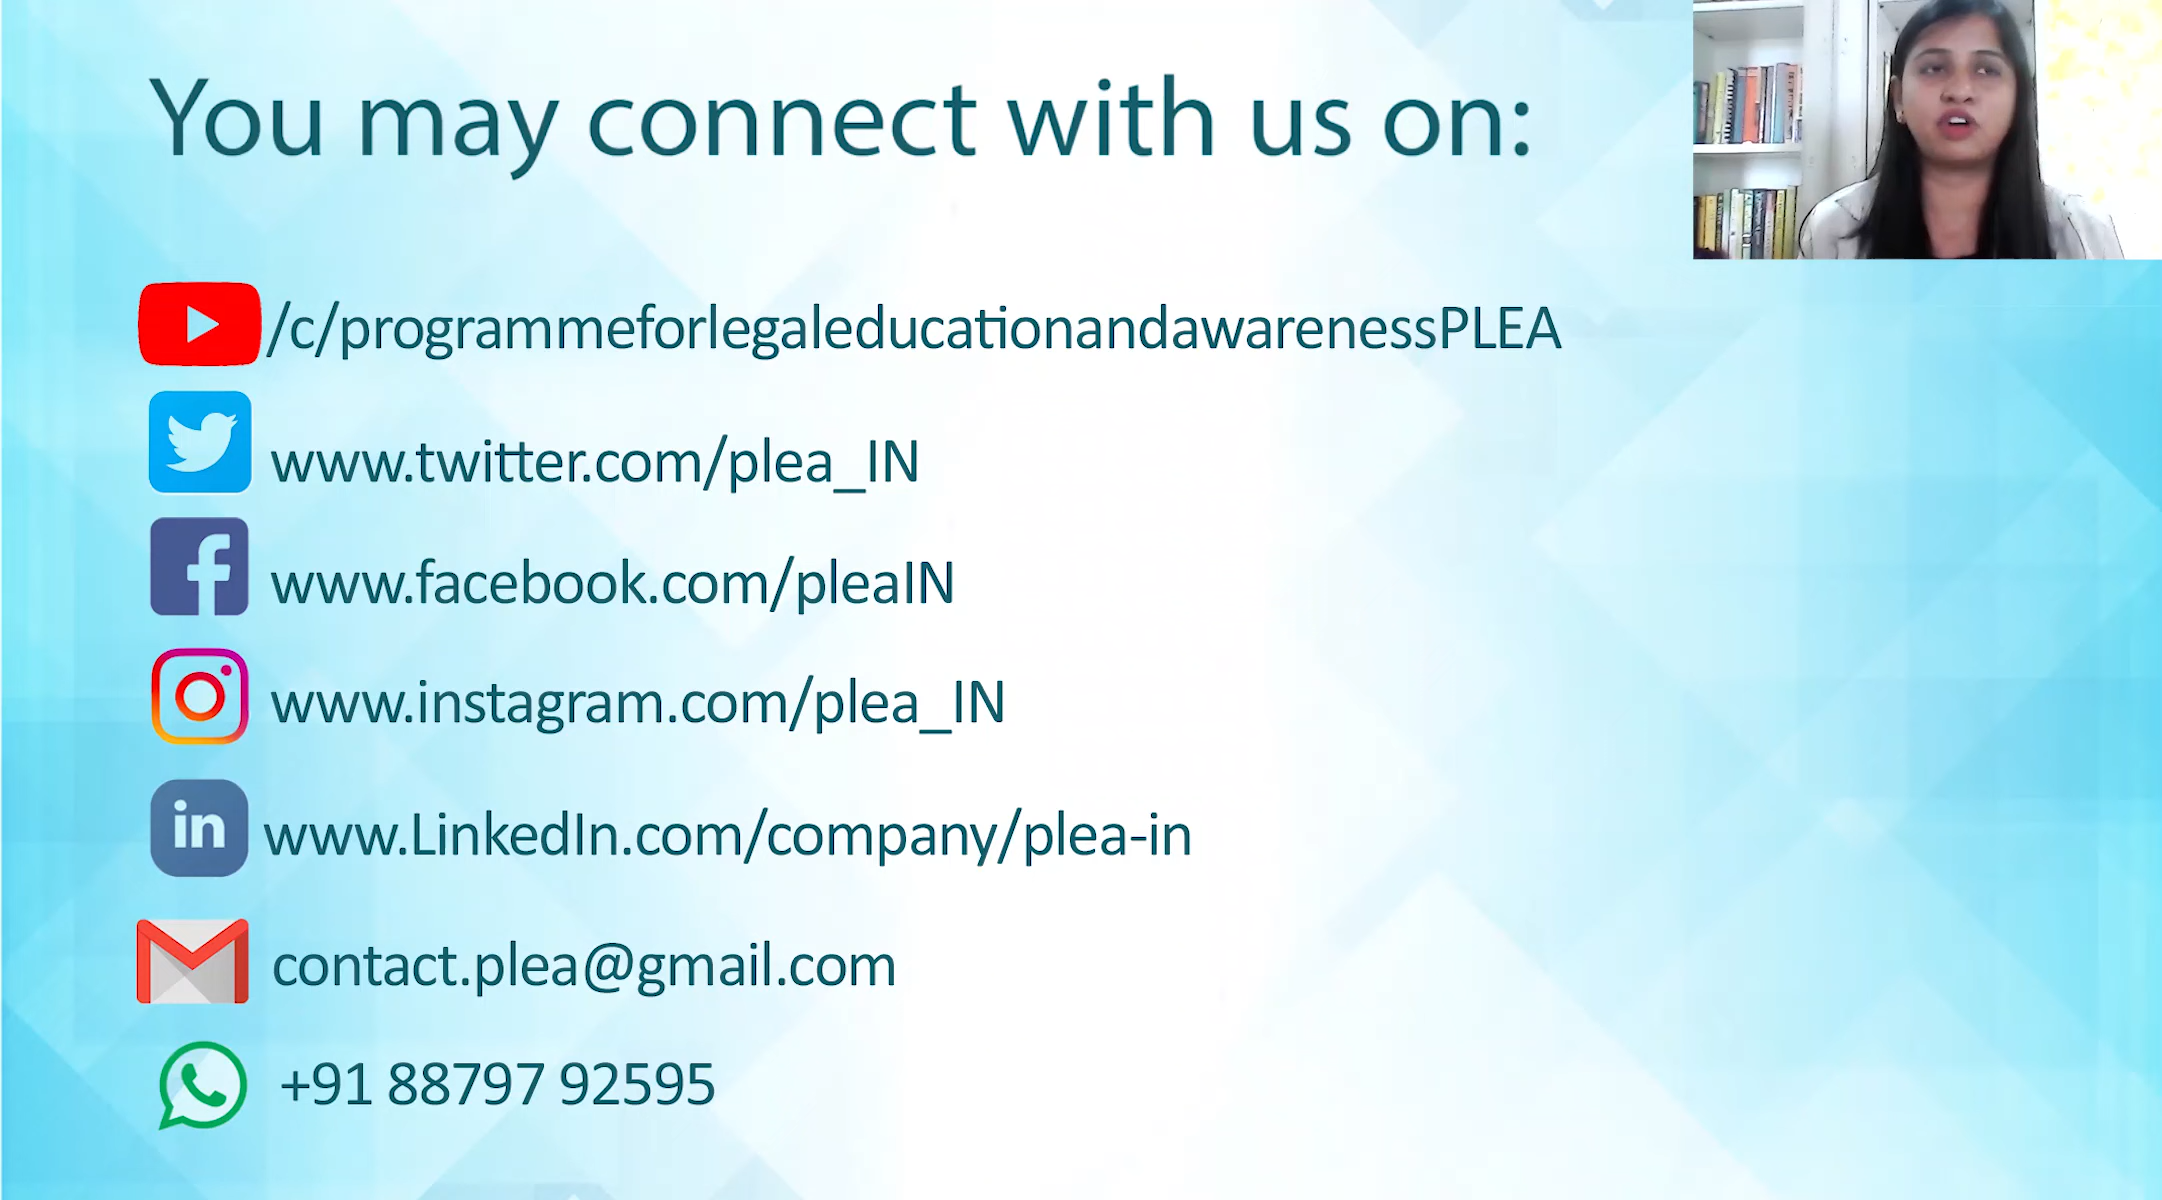 You may connect with us on:
/c/programmeforlegaleducationandawarenessPLEA
www.twitter.com/plea_IN
www.facebook.com/pleaIN
www.instagram.com/plea_IN
in www.LinkedIn.com/company/plea-in
contact.plea@gmail.com
+91 88797 92595